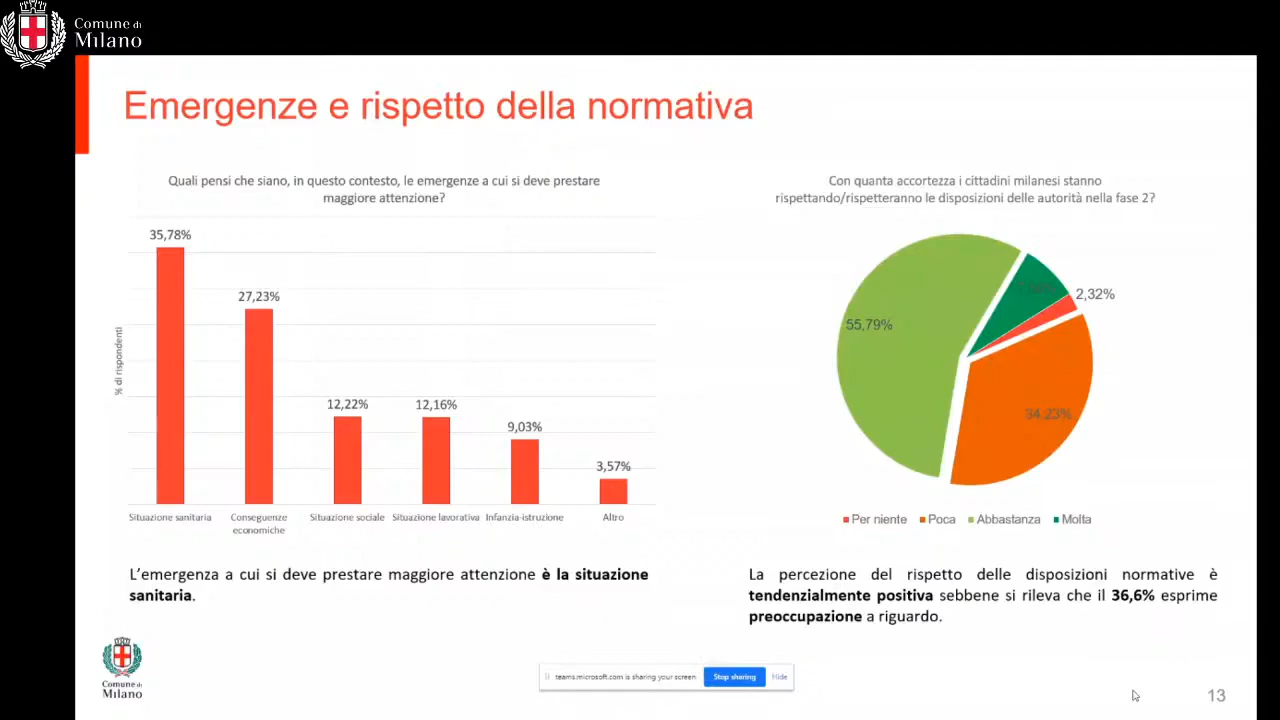 Comune di
Milano
Emergenze e rispetto della normativa
Quali pensi che siano, in questo contesto, le emergenze a cui si deve prestare
maggiore attenzione?
35,78%
27,23%
12,22%
12,16%
9,03%
3,57%
% di rispondenti
Situazione sanitaria
Conseguenze
economiche
Situazione sociale
Situazione lavorativa
Infanzia-istruzione
Altro
L'emergenza a cui si deve prestare maggiore attenzione è la situazione
sanitaria.
Con quanta accortezza i cittadini milanesi stanno
rispettando/rispetteranno le disposizioni delle autorità nella fase 2?
2,32%
55,79%
34,23%
Per niente
Poca
Abbastanza
Molta
La percezione del rispetto delle disposizioni normative è
tendenzialmente positiva sebbene si rileva che il 36,6% esprime
preoccupazione a riguardo.
Comune di
Milano
teams.microsoft.com is sharing your screen
Stop sharing
Hide
13